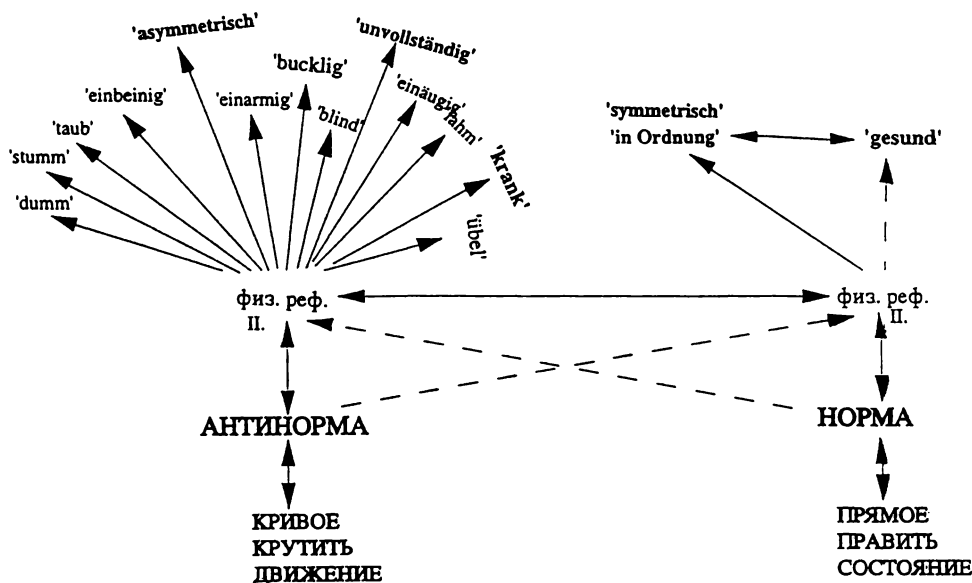 'asymmetrisch'
'unvollständig'
'bucklig'
'einbeinig'
'einarmig'
'einäugig'
'blind'
'lahm'
'taub'
'stumm'
'dumm'
'krank'
'übel'
'symmetrisch'
'in Ordnung'
'gesund'
физ. реф.
II.
физ. реф.
II.
АНТИНОРМА
НОРМА
КРИВОЕ
КРУТИТЬ
ДВИЖЕНИЕ
ПРЯМОЕ
ПРАВИТЬ
СОСТОЯНИЕ